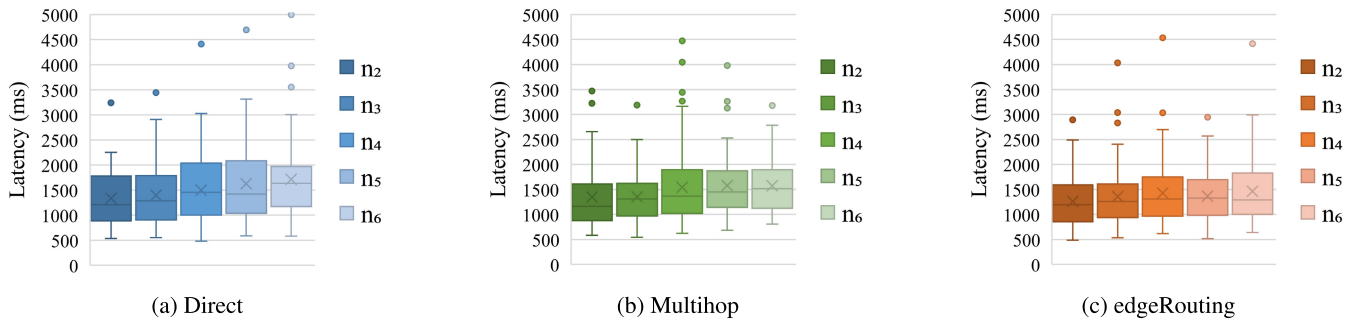 Latency (ms)
5000
4500
4000
3500
3000
2500
2000
1500
1000
500
0
n₂
n₃
n₄
n₅
n₆
(a) Direct
Latency (ms)
5000
4500
4000
3500
3000
2500
2000
1500
1000
500
0
n₂
n₃
n₄
n₅
n₆
(b) Multihop
Latency (ms)
5000
4500
4000
3500
3000
2500
2000
1500
1000
500
0
n₂
n₃
n₄
n₅
n₆
(c) edgeRouting